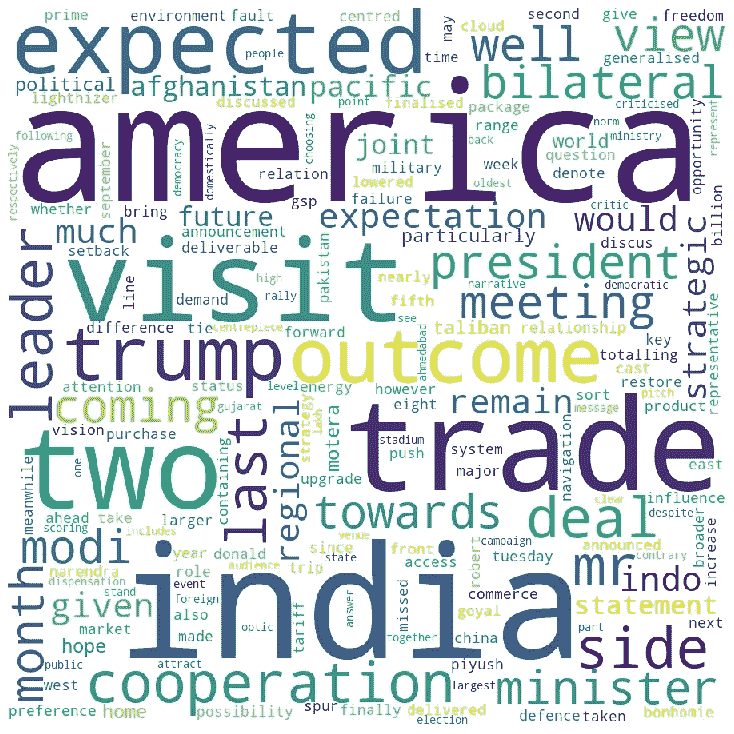 prime environment fault centred second give freedom
expected may cloud well view
people time generalised
political afghanistan pacific bilateral
lighthizer discussed point finalised package criticised
america
following choosing back norm ministry represent
respectively september democracy domestically relation joint range world question opportunity
military week denote
whether bring gsp lowered failure oldest critic billion
much future expectation would
announcement particularly discus
setback deliverable
visit president strategic
line demand high rally pakistan nearly narrative democratic
leader fifth meeting
difference tie centrepiece forward see taliban relationship key representative
trump outcome totalling
ahmedabad cast restore
attention status level energy however sort pitch
coming gujarat lash eight remain message product
vision purchase strategy motera
last regional stadium system push east
two trade
containing upgrade major navigation
meanwhile one towards deal clear influence
ahead take larger despite
scoring includes venue campaign announced broader increase
modi year donald since front tuesday contrary
month audience state access robert mr indo
narendra role trip
dispensation event answer missed commerce next
given stand foreign india goyal statement
also optic tariff part
hope market made together china piyush side
public attract largest
west cooperation minister
spur
preference home possibility finally delivered election defence taken bonhomie